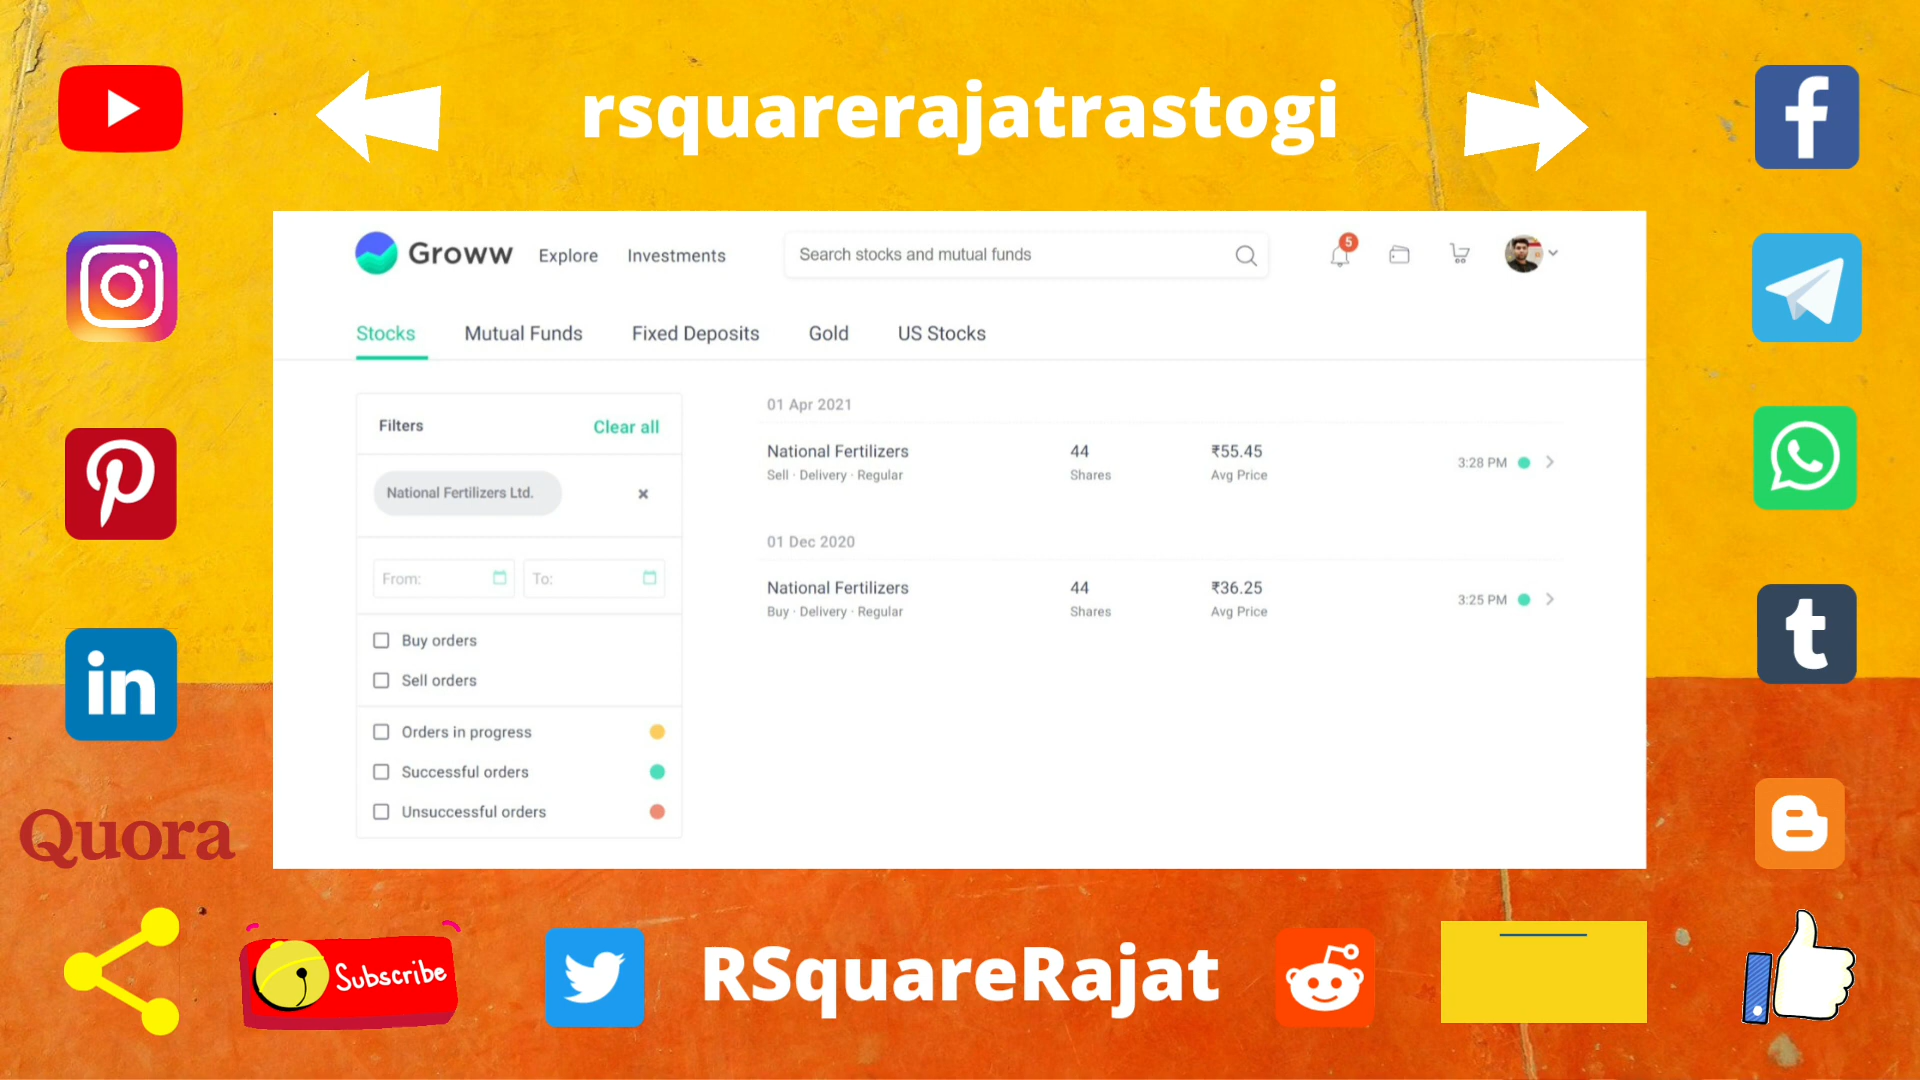 rsquarerajatrastogi
Groww
Explore
Investments
Search stocks and mutual funds
5
Stocks
Mutual Funds
Fixed Deposits
Gold
US Stocks
Filters
Clear all
National Fertilizers Ltd.
From:
To:
Buy orders
Sell orders
Orders in progress
Successful orders
Unsuccessful orders
01 Apr 2021
National Fertilizers
44
₹55.45
Sell · Delivery · Regular
Shares
Avg Price
3:28 PM
01 Dec 2020
National Fertilizers
44
₹36.25
Buy · Delivery · Regular
Shares
Avg Price
3:25 PM
in
Quora
f
t
Subscribe
RSquareRajat